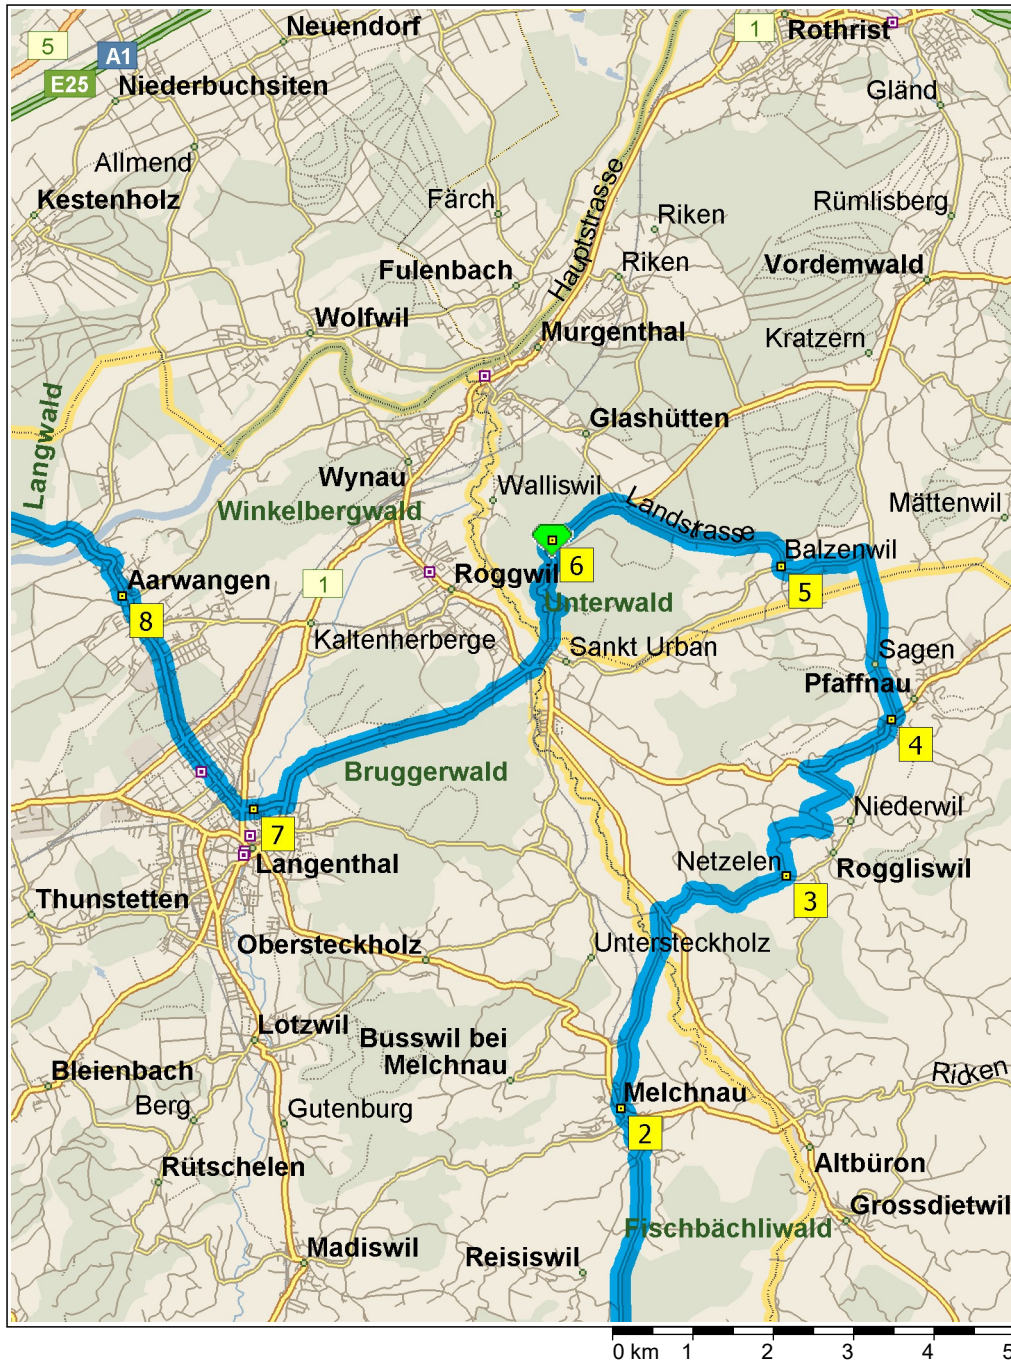 Neuendorf
5
A1
1
Rothrist
E25
Niederbuchsiten
Gländ
Allmend
Kestenholz
Färch
Hauptstrasse
Riken
Rümlisberg
Fulenbach
Riken
Vordemwald
Wolfwil
Murgenthal
Kratzern
Langwald
Glashütten
Wynau
Walliswil
Landstrasse
Mättenwil
Winkelbergwald
Balzenwil
Aarwangen
1
Roggwil
6
5
8
Unterwald
Kaltenherberge
Sankt Urban
Sagen
Pfaffnau
4
Bruggerwald
Niederwil
7
Langenthal
Netzelen
Roggliswil
Thunstetten
3
Obersteckholz
Untersteckholz
Lotzwil
Busswil bei
Melchnau
Bleienbach
Ricken
Berg
Gutenburg
Melchnau
2
Rütschelen
Altbüron
Grossdietwil
Fischbächliwald
Madiswil
Reisiswil
0 km 1 2 3 4 5